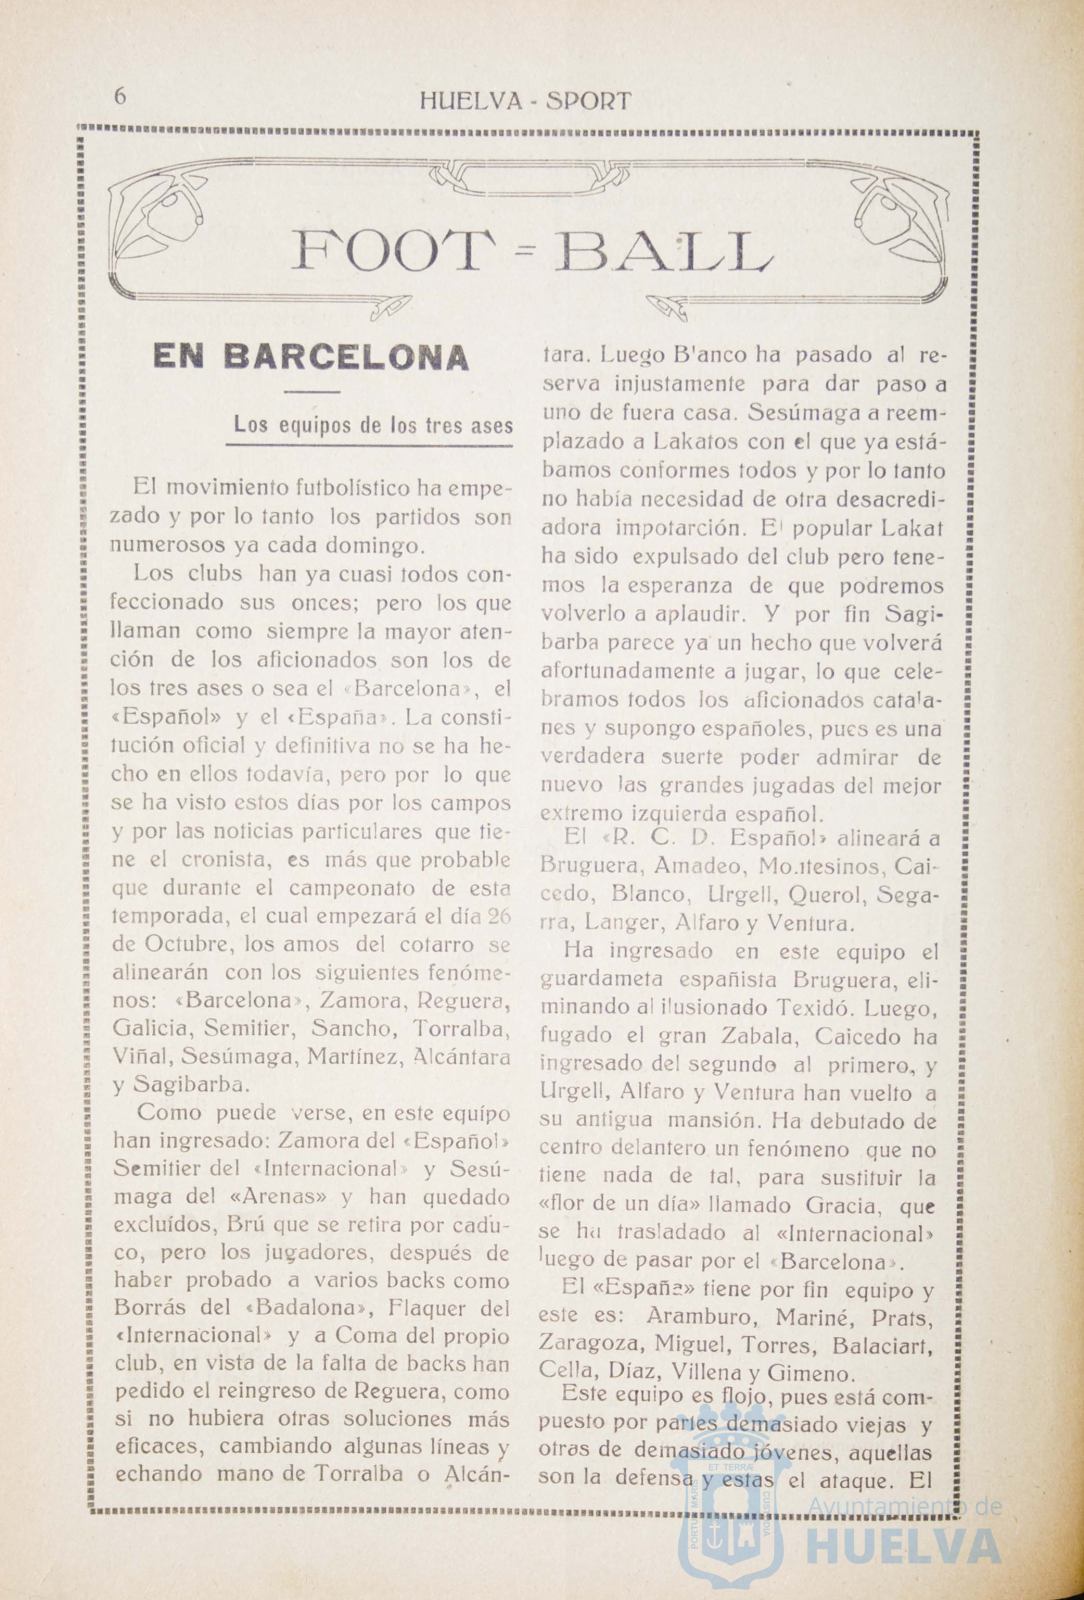 6
HUELVA - SPORT
FOOT = BALL
EN BARCELONA
Los equipos de los tres ases
El movimiento futbolístico ha empe-
zado y por lo tanto los partidos son
numerosos ya cada domingo.
Los clubs han ya cuasi todos con-
feccionado sus onces; pero los que
llaman como siempre la mayor aten-
ción de los aficionados son los de
los tres ases o sea el «Barcelona», el
«Español» y el «España». La consti-
tución oficial y definitiva no se ha he-
cho en ellos todavía, pero por lo que
se ha visto estos días por los campos
y por las noticias particulares que tie-
ne el cronista, es más que probable
que durante el campeonato de esta
temporada, el cual empezará el día 26
de Octubre, los amos del cotarro se
alinearán con los siguientes fenóme-
nos: «Barcelona», Zamora, Reguera,
Galicia, Semitier, Sancho, Torralba,
Viñal, Sesúmaga, Martínez, Alcántara
y Sagibarba.
Como puede verse, en este equipo
han ingresado: Zamora del «Español»
Semitier del «Internacional» y Sesú-
maga del «Arenas» y han quedado
excluídos, Brú que se retira por cadu-
co, pero los jugadores, después de
haber probado a varios backs como
Borrás del «Badalona», Flaquer del
«Internacional» y a Coma del propio
club, en vista de la falta de backs han
pedido el reingreso de Reguera, como
si no hubiera otras soluciones más
eficaces, cambiando algunas líneas y
echando mano de Torralba o Alcán-
tara. Luego B'anco ha pasado al re-
serva injustamente para dar paso a
uno de fuera casa. Sesúmaga a reem-
plazado a Lakatos con el que ya está-
bamos conformes todos y por lo tanto
no había necesidad de otra desacredi-
adora impotarción. E' popular Lakat
ha sido expulsado del club pero tene-
mos la esperanza de que podremos
volverlo a aplaudir. Y por fin Sagi-
barba parece ya un hecho que volverá
afortunadamente a jugar, lo que cele-
bramos todos los aficionados cata'a-
nes y supongo españoles, pues es una
verdadera suerte poder admirar de
nuevo las grandes jugadas del mejor
extremo izquierda español.
El «R. C. D. Español» alineará a
Bruguera, Amadeo, Montesinos, Cai-
cedo, Blanco, Urgell, Querol, Sega-
rra, Langer, Alfaro y Ventura.
Ha ingresado en este equipo el
guardameta españista Bruguera, eli-
minando al ilusionado Texidó. Luego,
fugado el gran Zabala, Caicedo ha
ingresado del segundo al primero, y
Urgell, Alfaro y Ventura han vuelto a
su antigua mansión. Ha debutado de
centro delantero un fenómeno que no
tiene nada de tal, para sustituir la
«flor de un día» llamado Gracia, que
se ha trasladado al «Internacional»
luego de pasar por el «Barcelona».
El «España» tiene por fin equipo y
este es: Aramburo, Mariné, Prats,
Zaragoza, Miguel, Torres, Balaciart,
Cella, Díaz, Villena y Gimeno.
Este equipo es flojo, pues está com-
puesto por partes demasiado viejas y
otras de demasiado jóvenes, aquellas
son la defensa y estas el ataque. El
PORTUS MARIS
ET TERRA
CUSTODIA
Ayuntamiento de
HUELVA